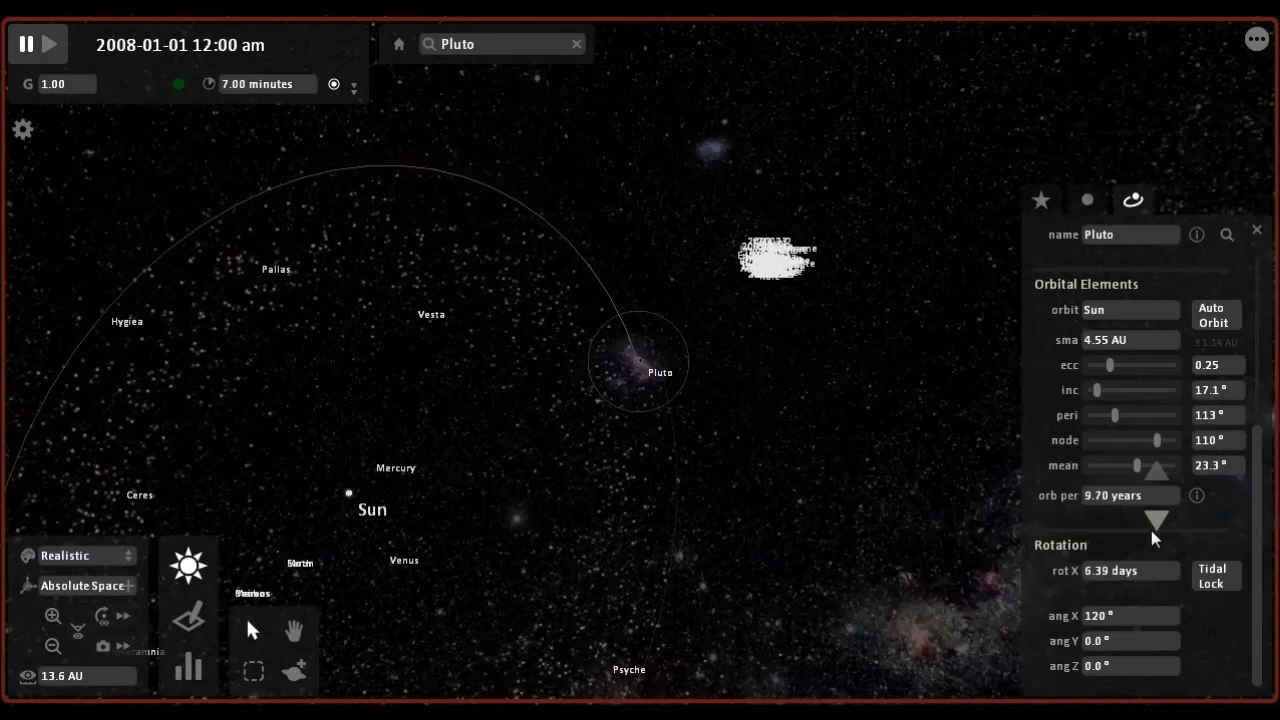 2008-01-01 12:00 am
Pluto
G 1.00
7.00 minutes
Pallas
Hygiea
Vesta
Pluto
Mercury
Ceres
Sun
Venus
Psyche
name Pluto
Orbital Elements
orbit Sun
Auto Orbit
sma 4.55 AU
±1.14 AU
ecc 0.25
inc 17.1°
peri 113°
node 110°
mean 23.3°
orb per 9.70 years
Rotation
rot X 6.39 days
Tidal Lock
ang X 120°
ang Y 0.0°
ang Z 0.0°
Realistic
Absolute Space
13.6 AU